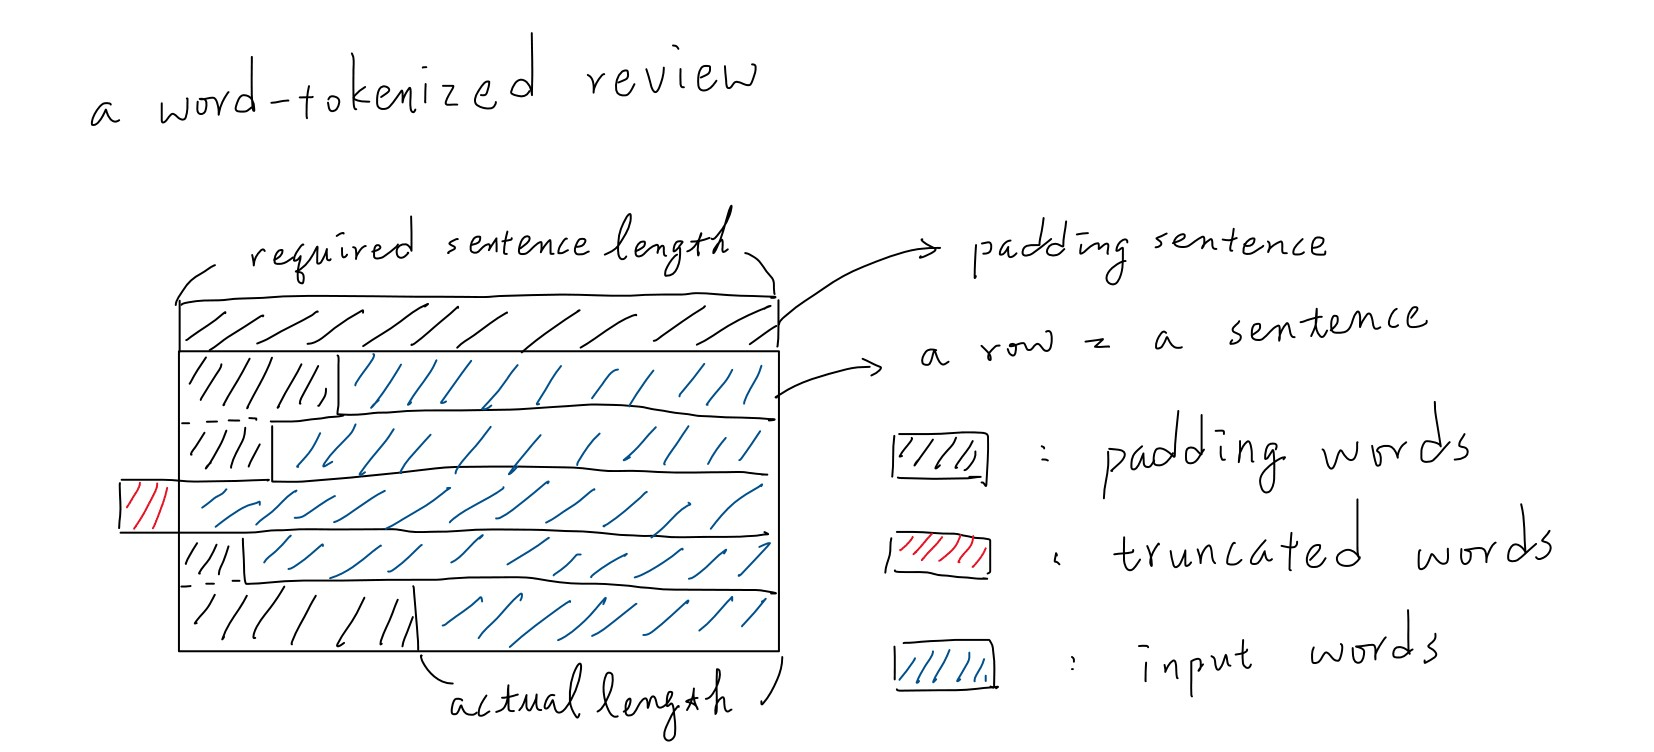 a word-tokenized review
required sentence length
padding sentence
a row = a sentence
: padding words
: truncated words
: input words
actual length